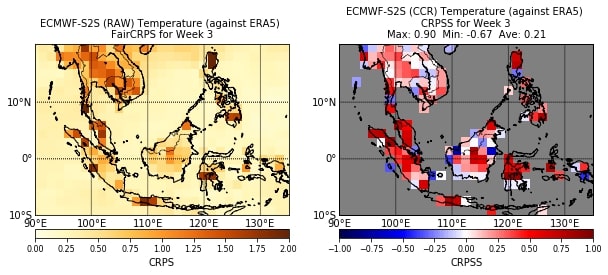 ECMWF-S2S (RAW) Temperature (against ERA5)
FairCRPS for Week 3
10°N
0°
10°S
90°E 100°E 110°E 120°E 130°E
0.00 0.25 0.50 0.75 1.00 1.25 1.50 1.75 2.00
CRPS
ECMWF-S2S (CCR) Temperature (against ERA5)
CRPSS for Week 3
Max: 0.90 Min: -0.67 Ave: 0.21
10°N
0°
10°S
90°E 100°E 110°E 120°E 130°E
−1.00 −0.75 −0.50 −0.25 0.00 0.25 0.50 0.75 1.00
CRPSS